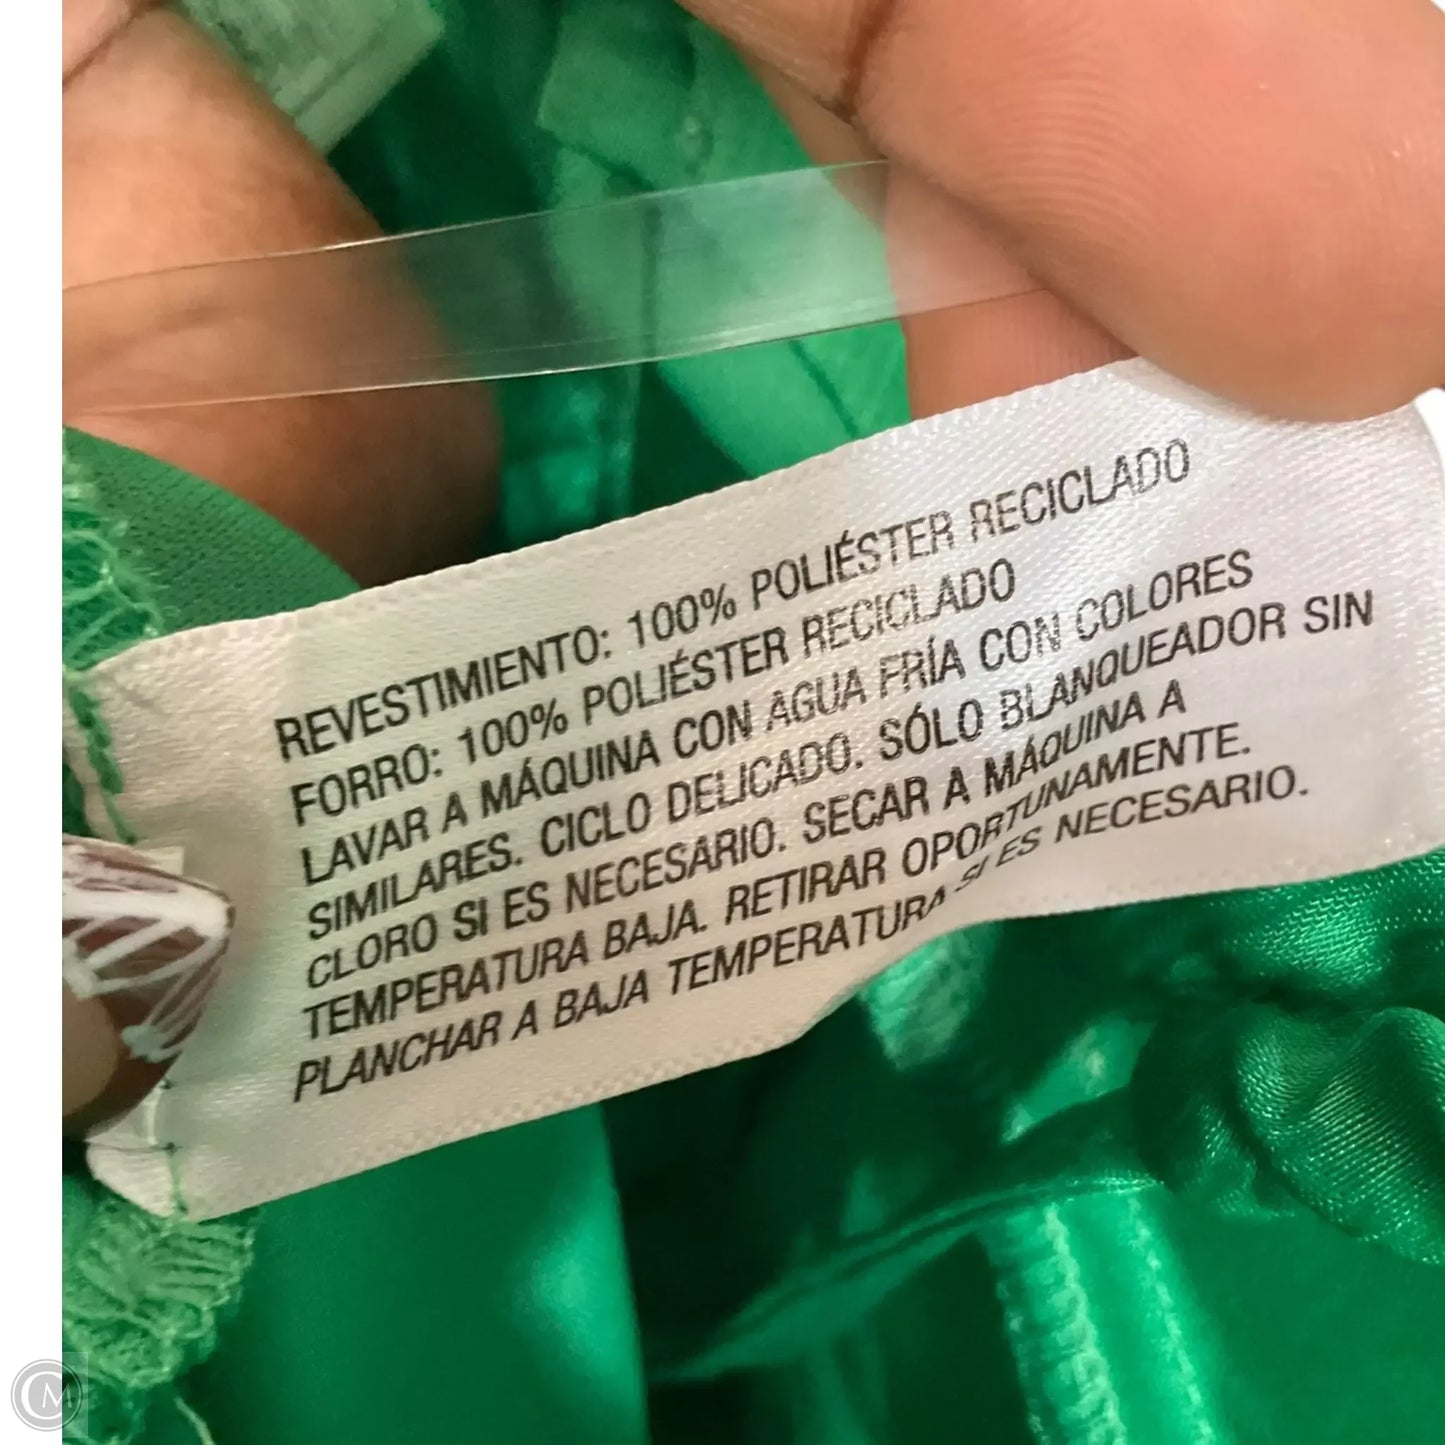 REVESTIMIENTO: 100% POLIÉSTER RECICLADO
FORRO: 100% POLIÉSTER RECICLADO
LAVAR A MÁQUINA CON AGUA FRÍA CON COLORES
SIMILARES. CICLO DELICADO. SÓLO BLANQUEADOR SIN
CLORO SI ES NECESARIO. SECAR A MÁQUINA A
TEMPERATURA BAJA. RETIRAR OPORTUNAMENTE.
PLANCHAR A BAJA TEMPERATURA SI ES NECESARIO.
CM